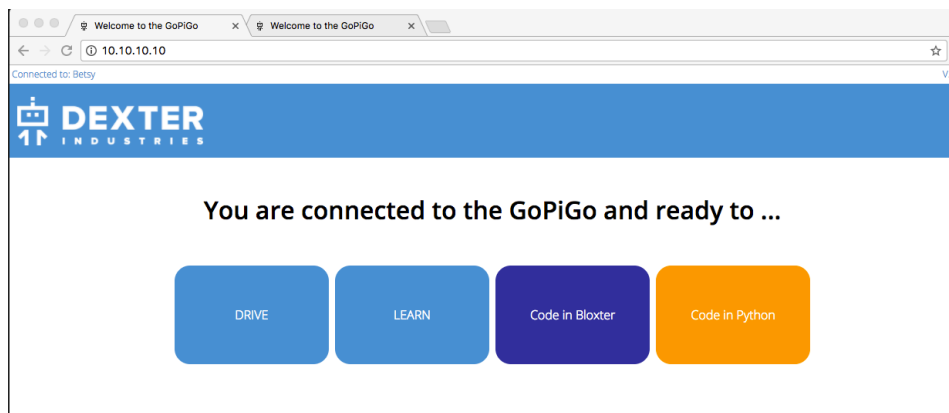 Welcome to the GoPiGo
Welcome to the GoPiGo
10.10.10.10
Connected to: Betsy
V
DEXTER
INDUSTRIES
You are connected to the GoPiGo and ready to ...
DRIVE
LEARN
Code in Bloxter
Code in Python